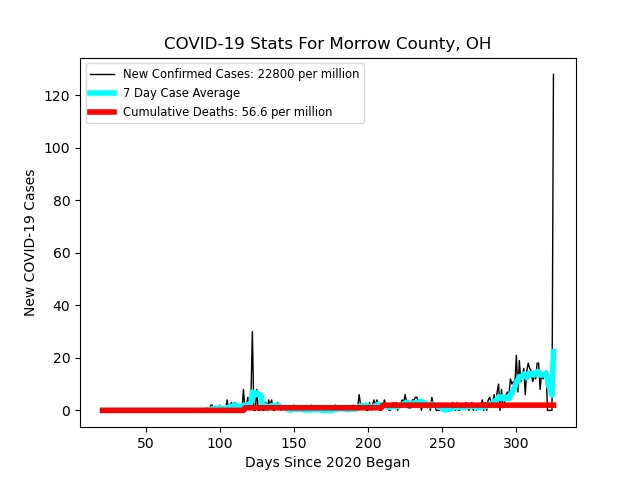 COVID-19 Stats For Morrow County, OH
New Confirmed Cases: 22800 per million
7 Day Case Average
Cumulative Deaths: 56.6 per million
New COVID-19 Cases
120
100
80
60
40
20
0
50 100 150 200 250 300
Days Since 2020 Began